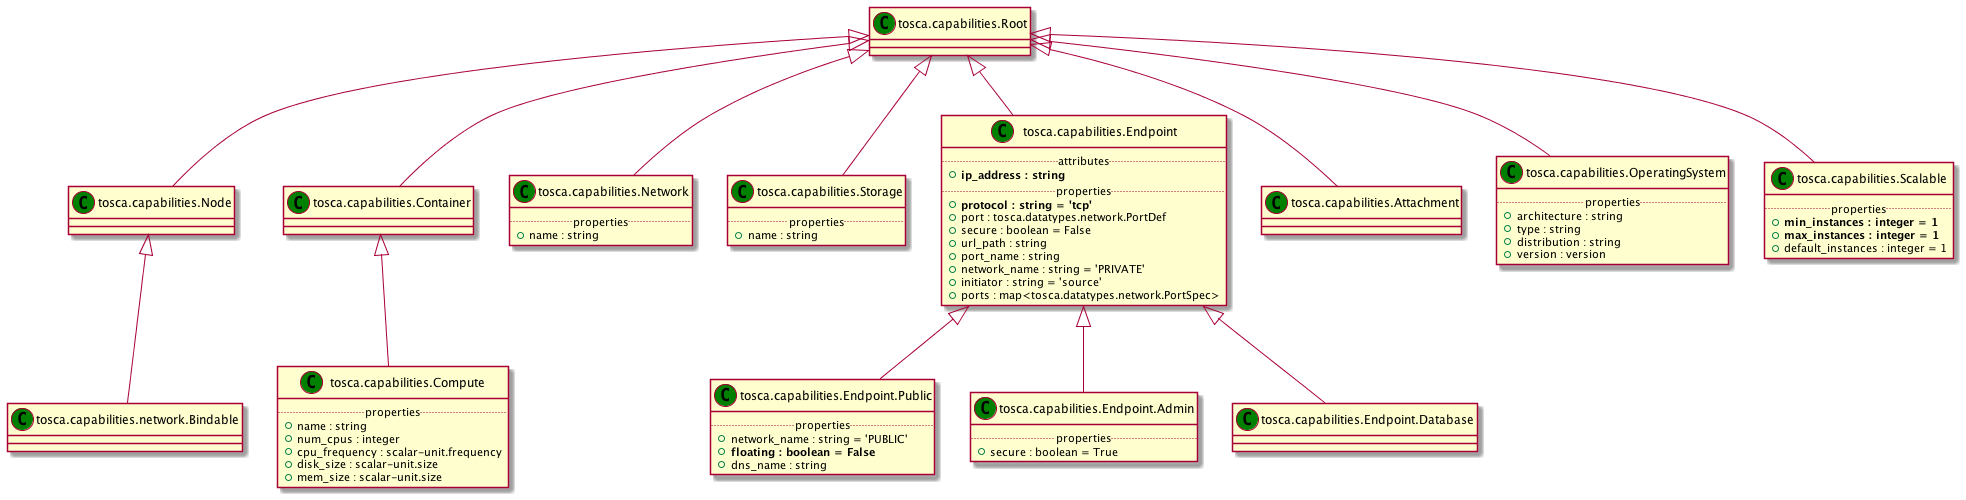 C tosca.capabilities.Root
C tosca.capabilities.Node
C tosca.capabilities.Container
C tosca.capabilities.Network
properties
name : string
C tosca.capabilities.Storage
properties
name : string
C tosca.capabilities.Endpoint
attributes
ip_address : string
properties
protocol : string = 'tcp'
port : tosca.datatypes.network.PortDef
secure : boolean = False
url_path : string
port_name : string
network_name : string = 'PRIVATE'
initiator : string = 'source'
ports : map<tosca.datatypes.network.PortSpec>
C tosca.capabilities.Attachment
C tosca.capabilities.OperatingSystem
properties
architecture : string
type : string
distribution : string
version : version
C tosca.capabilities.Scalable
properties
min_instances : integer = 1
max_instances : integer = 1
default_instances : integer = 1
C tosca.capabilities.network.Bindable
C tosca.capabilities.Compute
properties
name : string
num_cpus : integer
cpu_frequency : scalar-unit.frequency
disk_size : scalar-unit.size
mem_size : scalar-unit.size
C tosca.capabilities.Endpoint.Public
properties
network_name : string = 'PUBLIC'
floating : boolean = False
dns_name : string
C tosca.capabilities.Endpoint.Admin
properties
secure : boolean = True
C tosca.capabilities.Endpoint.Database